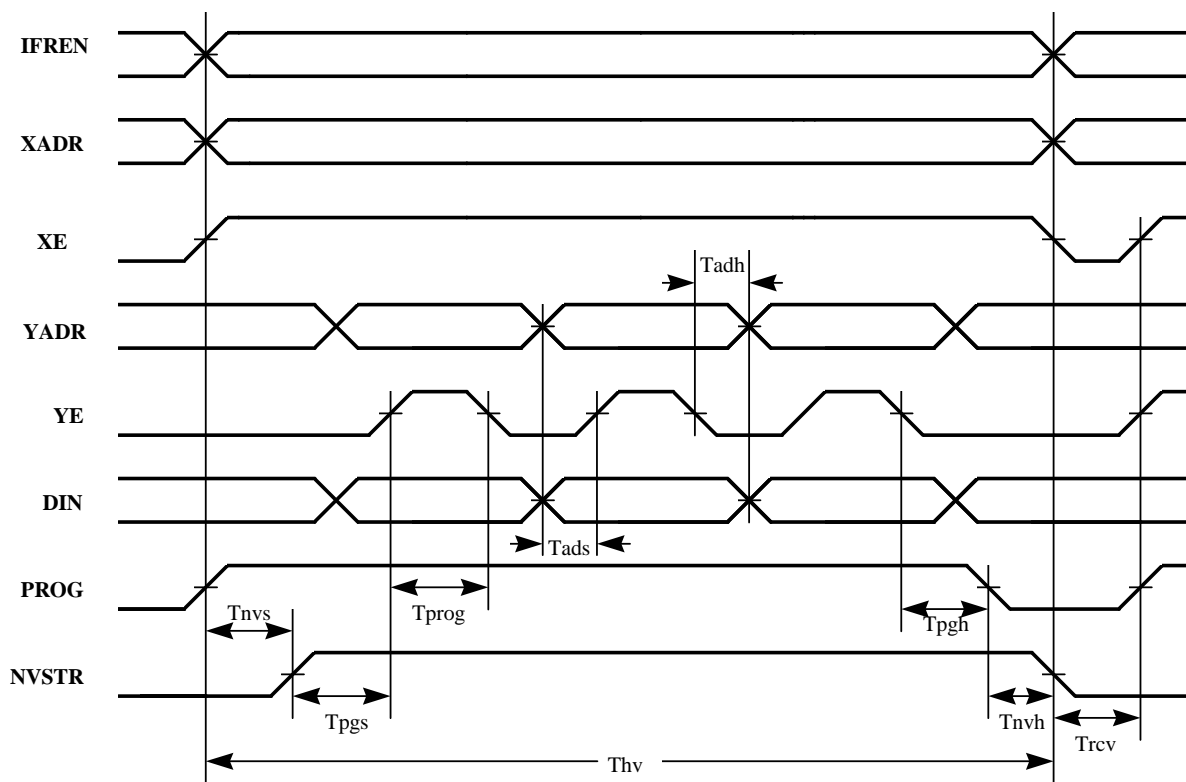 IFREN
XADR
XE
Tadh
YADR
YE
DIN
Tads
PROG
Tnvs
Tprog
Tpgh
NVSTR
Tpgs
Tnvh
Trcv
Thv